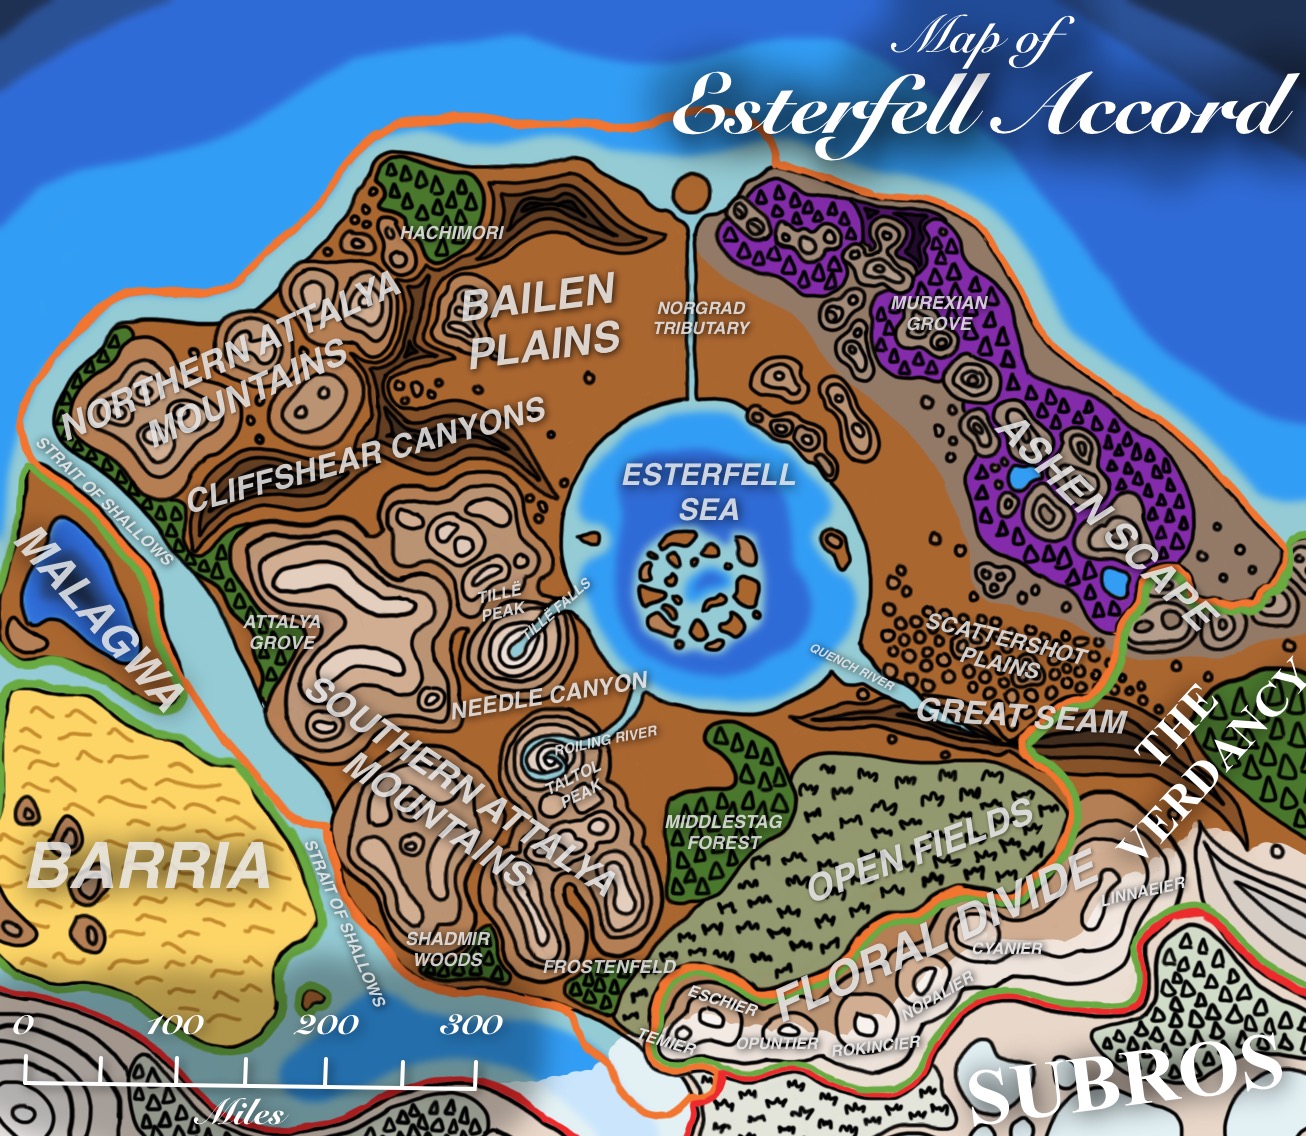 Map of
Esterfell Accord
HACHIMORI
BAILEN
PLAINS
NORGRAD
TRIBUTARY
MUREXIAN
GROVE
NORTHERN ATTALYA
MOUNTAINS
CLIFFSHEAR CANYONS
STRAIT OF SHALLOWS
ESTERFELL
SEA
ASHEN SCAPE
MALAGWA
ATTALYA
GROVE
TILLË
PEAK
TILLË FALLS
SCATTERSHOT
PLAINS
QUENCH RIVER
NEEDLE CANYON
GREAT SEAM
SOUTHERN ATTALYA
MOUNTAINS
ROILING RIVER
TALTOL
PEAK
THE
VERDANCY
MIDDLESTAG
FOREST
OPEN FIELDS
BARRIA
STRAIT OF SHALLOWS
SHADMIR
WOODS
FROSTENFELD
FLORAL DIVIDE
LINNAEIER
CYANIER
NOPALIER
ESCHIER
TEMIER
OPUNTIER
ROKINCIER
SUBROS
0 100 200 300
Miles